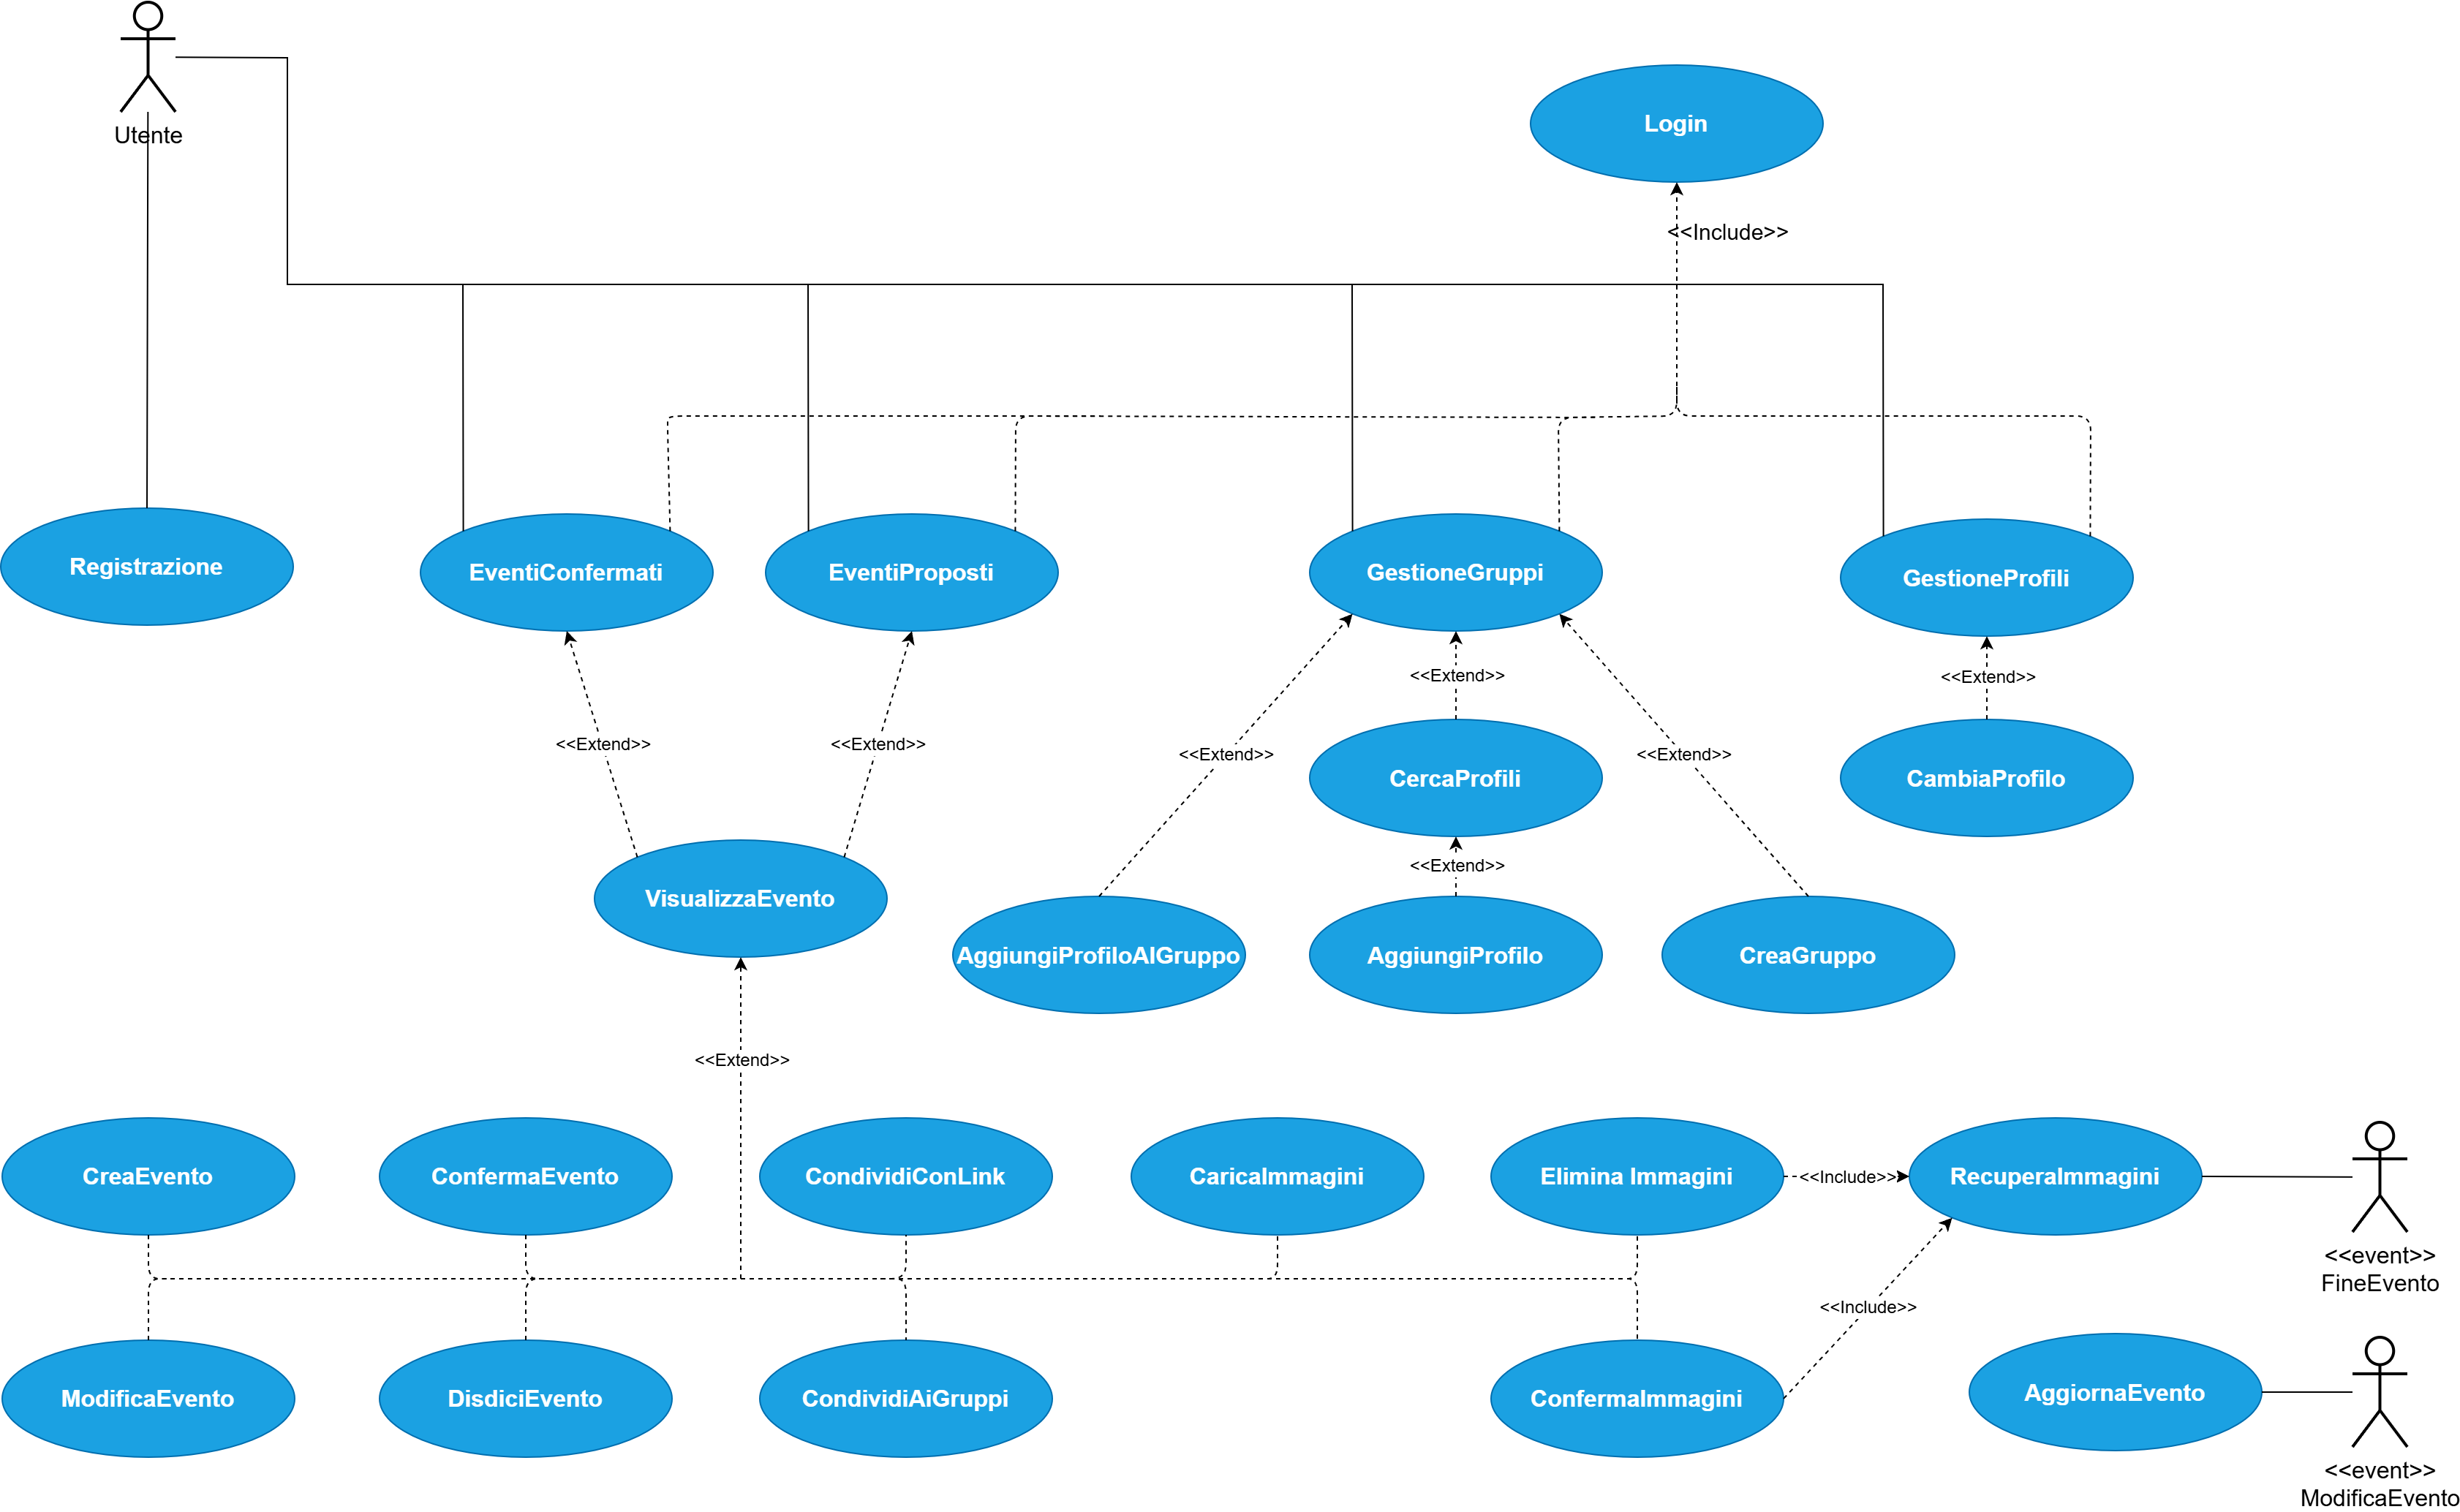 Utente
Login
<<Include>>
Registrazione
EventiConfermati
EventiProposti
GestioneGruppi
GestioneProfili
<<Extend>>
<<Extend>>
<<Extend>>
<<Extend>>
<<Extend>>
<<Extend>>
CercaProfili
CambiaProfilo
<<Extend>>
VisualizzaEvento
AggiungiProfiloAlGruppo
AggiungiProfilo
CreaGruppo
<<Extend>>
CreaEvento
ConfermaEvento
CondividiConLink
CaricaImmagini
Elimina Immagini
<<Include>>
RecuperaImmagini
<<event>>
FineEvento
<<Include>>
ModificaEvento
DisdiciEvento
CondividiAiGruppi
ConfermaImmagini
AggiornaEvento
<<event>>
ModificaEvento